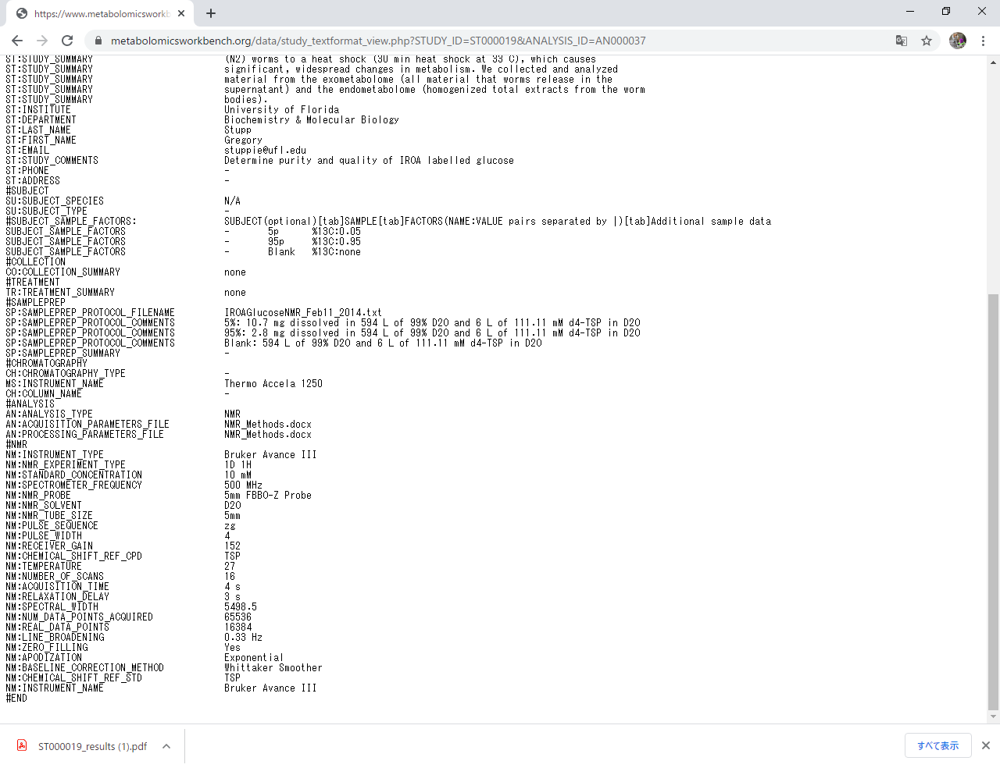 https://www.metabolomicsworkb
metabolomicsworkbench.org/data/study_textformat_view.php?STUDY_ID=ST000019&ANALYSIS_ID=AN000037
ST:STUDY_SUMMARY (N2) worms to a heat shock (30 min heat shock at 33 C), which causes
ST:STUDY_SUMMARY significant, widespread changes in metabolism. We collected and analyzed
ST:STUDY_SUMMARY material from the exometabolome (all material that worms release in the
ST:STUDY_SUMMARY supernatant) and the endometabolome (homogenized total extracts from the worm
ST:STUDY_SUMMARY bodies).
ST:INSTITUTE University of Florida
ST:DEPARTMENT Biochemistry & Molecular Biology
ST:LAST_NAME Stupp
ST:FIRST_NAME Gregory
ST:EMAIL stuppie@ufl.edu
ST:STUDY_COMMENTS Determine purity and quality of IROA labelled glucose
ST:PHONE -
ST:ADDRESS -
#SUBJECT
SU:SUBJECT_SPECIES N/A
SU:SUBJECT_TYPE -
#SUBJECT_SAMPLE_FACTORS: SUBJECT(optional)[tab]SAMPLE[tab]FACTORS(NAME:VALUE pairs separated by |)[tab]Additional sample data
SUBJECT_SAMPLE_FACTORS - 5p %13C:0.05
SUBJECT_SAMPLE_FACTORS - 95p %13C:0.95
SUBJECT_SAMPLE_FACTORS - Blank %13C:none
#COLLECTION
CO:COLLECTION_SUMMARY none
#TREATMENT
TR:TREATMENT_SUMMARY none
#SAMPLEPREP
SP:SAMPLEPREP_PROTOCOL_FILENAME IROAGlucoseNMR_Feb11_2014.txt
SP:SAMPLEPREP_PROTOCOL_COMMENTS 5%: 10.7 mg dissolved in 594 L of 99% D2O and 6 L of 111.11 mM d4-TSP in D2O
SP:SAMPLEPREP_PROTOCOL_COMMENTS 95%: 2.8 mg dissolved in 594 L of 99% D2O and 6 L of 111.11 mM d4-TSP in D2O
SP:SAMPLEPREP_PROTOCOL_COMMENTS Blank: 594 L of 99% D2O and 6 L of 111.11 mM d4-TSP in D2O
SP:SAMPLEPREP_SUMMARY -
#CHROMATOGRAPHY
CH:CHROMATOGRAPHY_TYPE -
MS:INSTRUMENT_NAME Thermo Accela 1250
CH:COLUMN_NAME -
#ANALYSIS
AN:ANALYSIS_TYPE NMR
AN:ACQUISITION_PARAMETERS_FILE NMR_Methods.docx
AN:PROCESSING_PARAMETERS_FILE NMR_Methods.docx
#NMR
NM:INSTRUMENT_TYPE Bruker Avance III
NM:NMR_EXPERIMENT_TYPE 1D 1H
NM:STANDARD_CONCENTRATION 10 mM
NM:SPECTROMETER_FREQUENCY 500 MHz
NM:NMR_PROBE 5mm FBBO-Z Probe
NM:NMR_SOLVENT D2O
NM:NMR_TUBE_SIZE 5mm
NM:PULSE_SEQUENCE zg
NM:PULSE_WIDTH 4
NM:RECEIVER_GAIN 152
NM:CHEMICAL_SHIFT_REF_CPD TSP
NM:TEMPERATURE 27
NM:NUMBER_OF_SCANS 16
NM:ACQUISITION_TIME 4 s
NM:RELAXATION_DELAY 3 s
NM:SPECTRAL_WIDTH 5498.5
NM:NUM_DATA_POINTS_ACQUIRED 65536
NM:REAL_DATA_POINTS 16384
NM:LINE_BROADENING 0.33 Hz
NM:ZERO_FILLING Yes
NM:APODIZATION Exponential
NM:BASELINE_CORRECTION_METHOD Whittaker Smoother
NM:CHEMICAL_SHIFT_REF_STD TSP
NM:INSTRUMENT_NAME Bruker Avance III
#END
ST000019_results (1).pdf
すべて表示